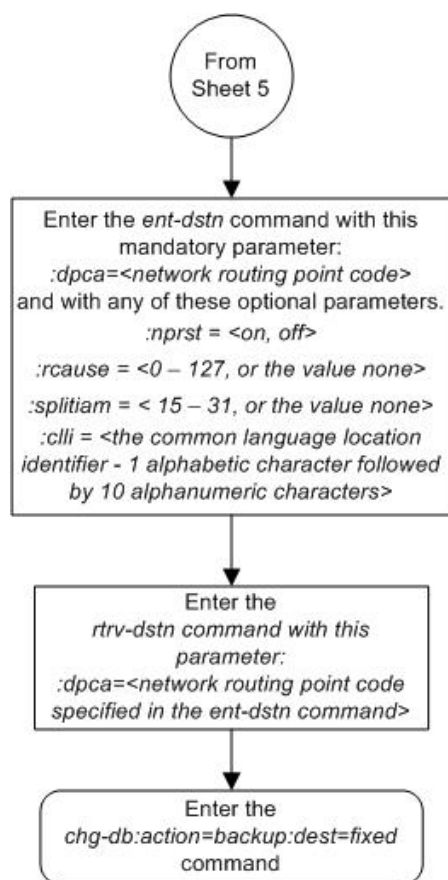 From
Sheet 5
Enter the ent-dstn command with this
mandatory parameter:
:dpca=<network routing point code>
and with any of these optional parameters.
:nprst = <on, off>
:rcause = <0 – 127, or the value none>
:splitiam = < 15 – 31, or the value none>
:clli = <the common language location
identifier - 1 alphabetic character followed
by 10 alphanumeric characters>
Enter the
rtrv-dstn command with this
parameter:
:dpca=<network routing point code
specified in the ent-dstn command>
Enter the
chg-db:action=backup:dest=fixed
command